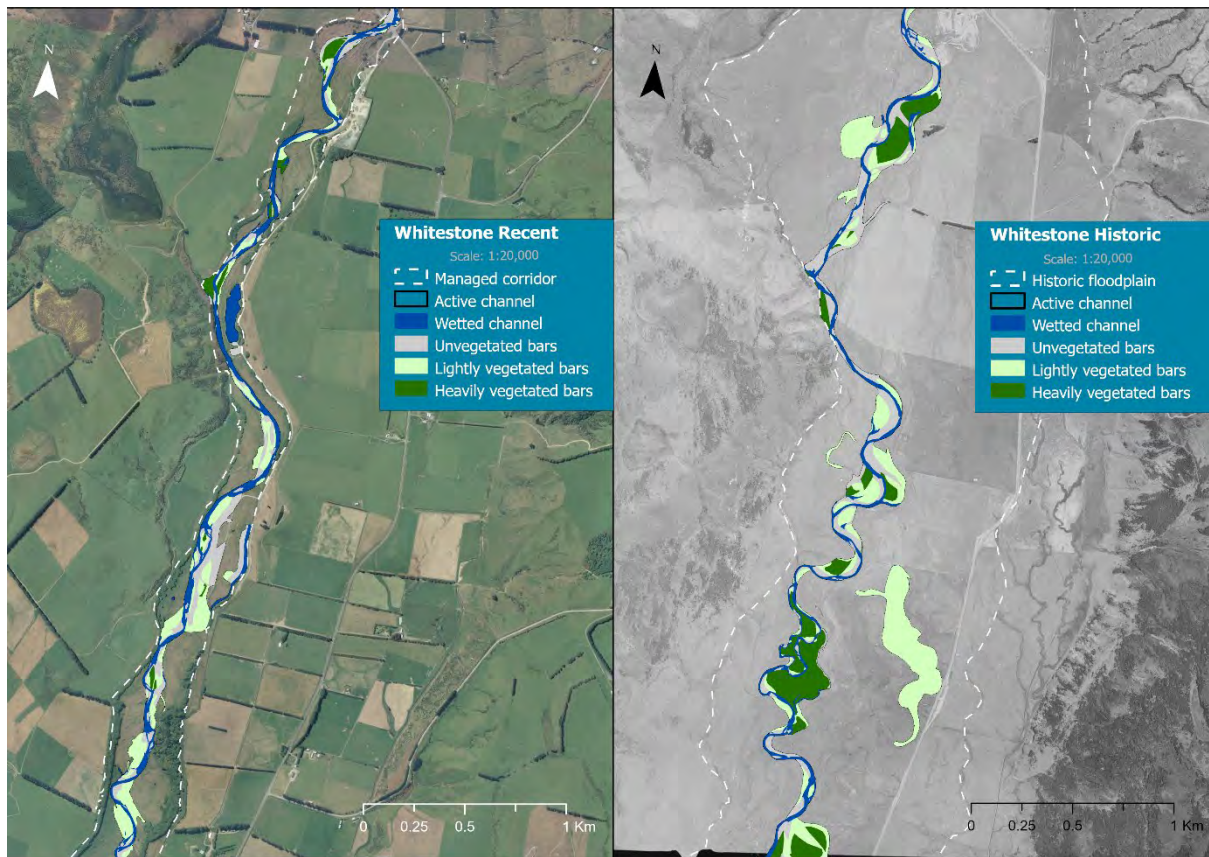 N
Whitestone Recent
Scale: 1:20,000
Managed corridor
Active channel
Wetted channel
Unvegetated bars
Lightly vegetated bars
Heavily vegetated bars
0 0.25 0.5 1 Km
N
Whitestone Historic
Scale: 1:20,000
Historic floodplain
Active channel
Wetted channel
Unvegetated bars
Lightly vegetated bars
Heavily vegetated bars
0 0.25 0.5 1 Km